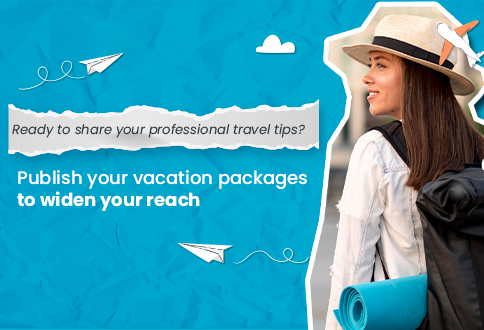 Ready to share your professional travel tips?
Publish your vacation packages
to widen your reach